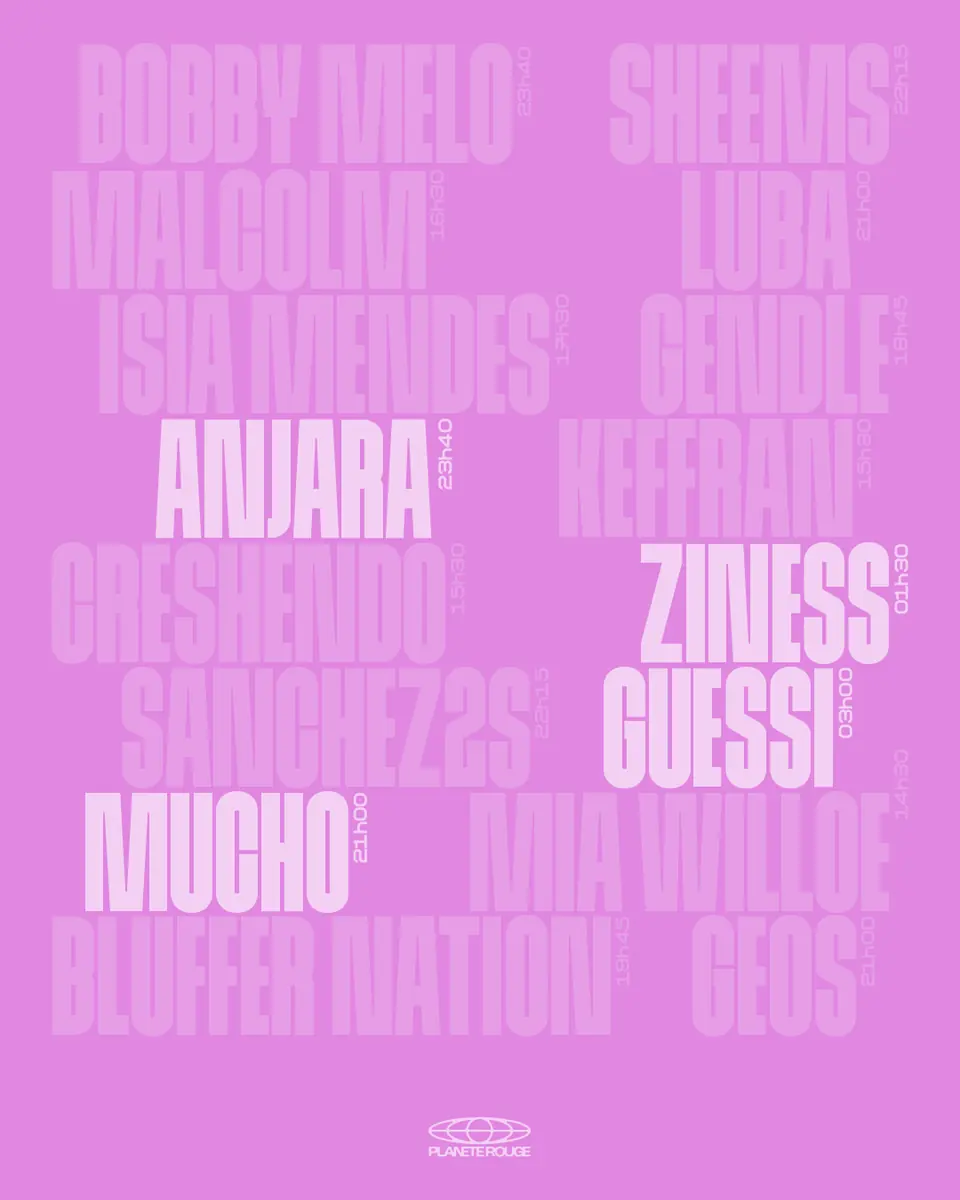 BOBBY MELO 23h40 SHEEMS 22h15
MALCOLM 16h30 LUBA 21h00
ISIA MENDES 17h30 GENDLE 18h45
ANJARA 23h40 KEFFRAN 15h30
CRESHENDO 15h30 ZINESS 01h30
SANCHEZ2S 22h15 GUESSI 03h00
MUCHO 21h00 MIA WILLOE 14h30
BLUFFER NATION 19h45 GEOS 21h00
PLANETE ROUGE